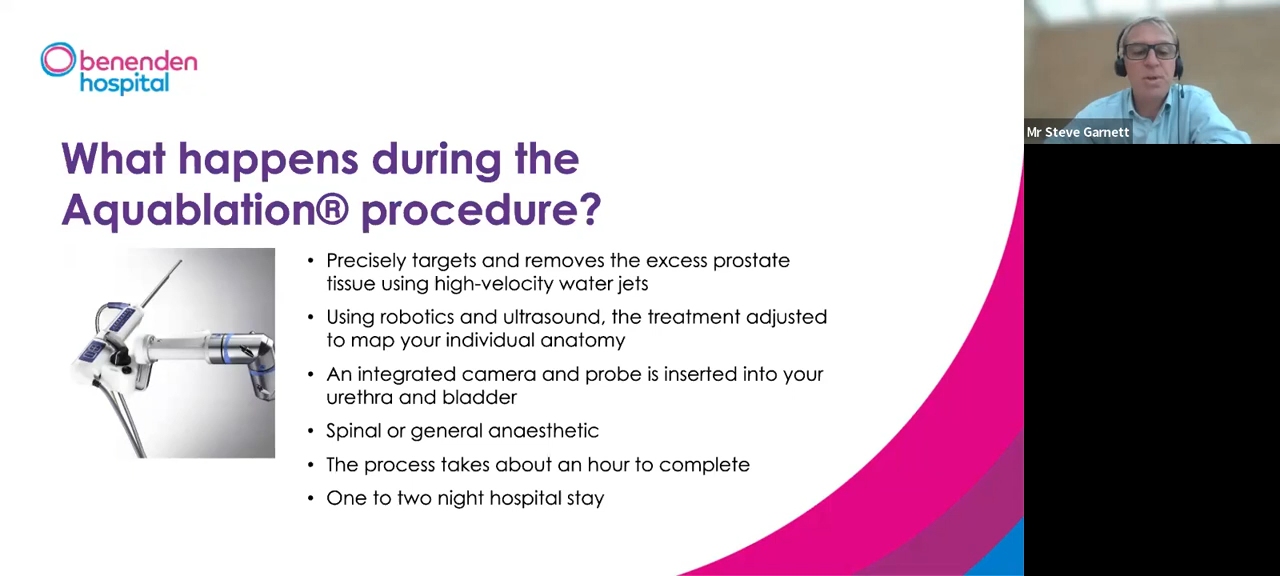 benenden
hospital
Mr Steve Garnett
What happens during the
Aquablation® procedure?
• Precisely targets and removes the excess prostate
tissue using high-velocity water jets
• Using robotics and ultrasound, the treatment adjusted
to map your individual anatomy
• An integrated camera and probe is inserted into your
urethra and bladder
• Spinal or general anaesthetic
• The process takes about an hour to complete
• One to two night hospital stay